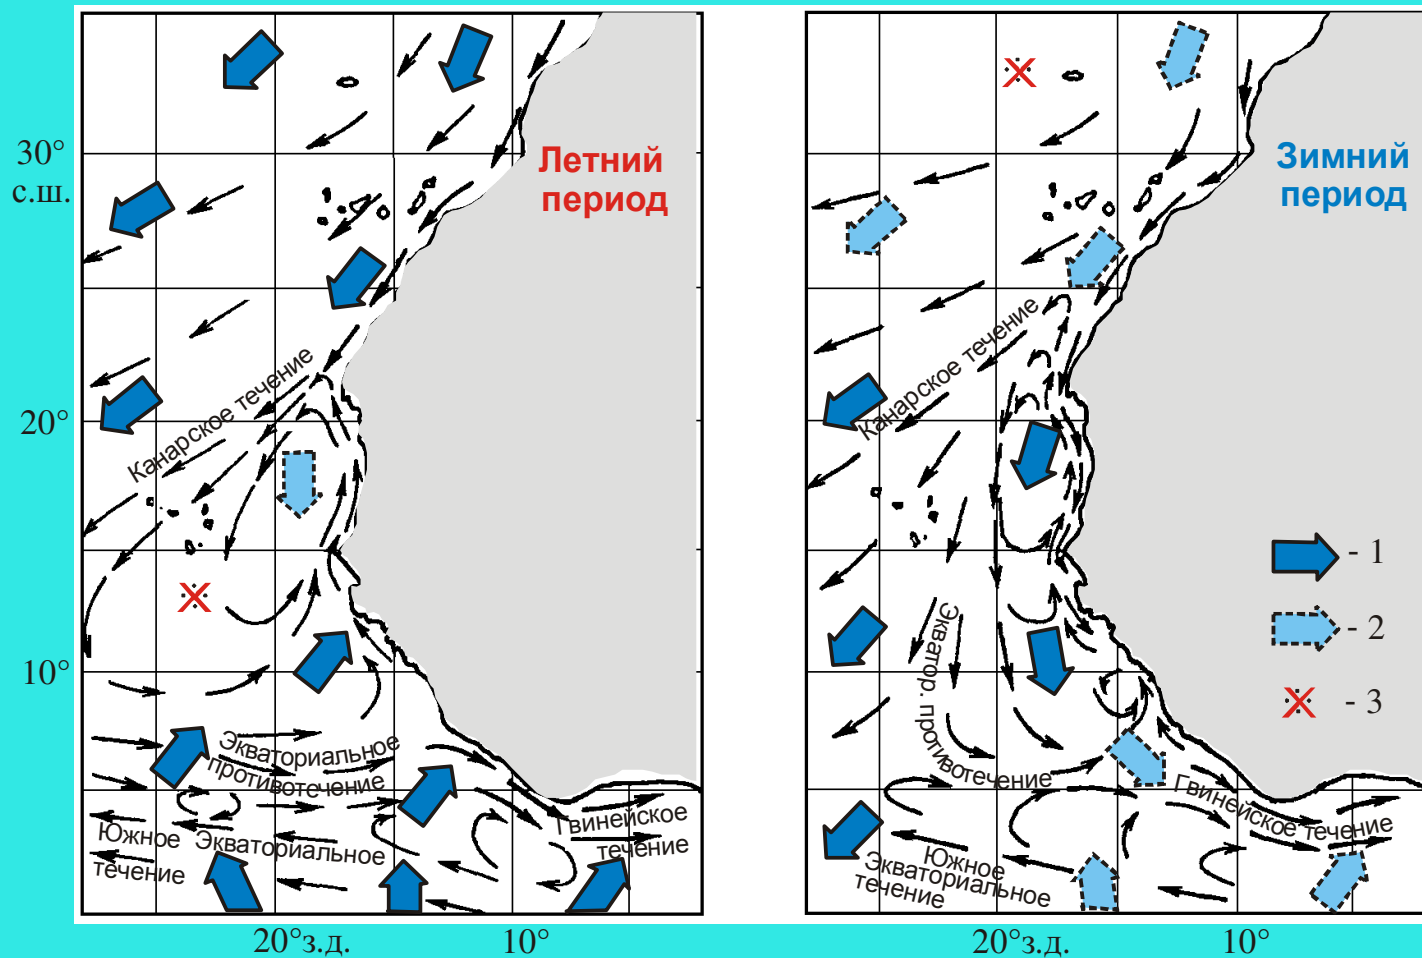 Летний
период
30°
с.ш.
Канарское течение
20°
10°
Экваториальное
противотечение
Южное Экваториальное
течение
Гвинейское
течение
20°з.д.
10°
Зимний
период
Канарское течение
- 1
- 2
- 3
Экватор. противотечение
Гвинейское течение
Южное
Экваториальное
течение
20°з.д.
10°